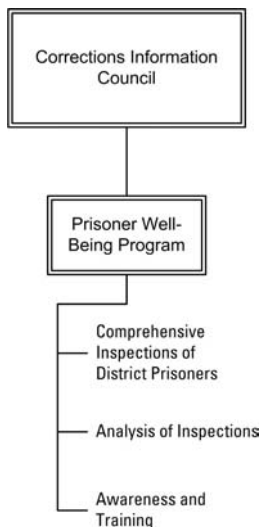 Corrections Information
Council
Prisoner Well-
Being Program
Comprehensive
Inspections of
District Prisoners
Analysis of Inspections
Awareness and
Training